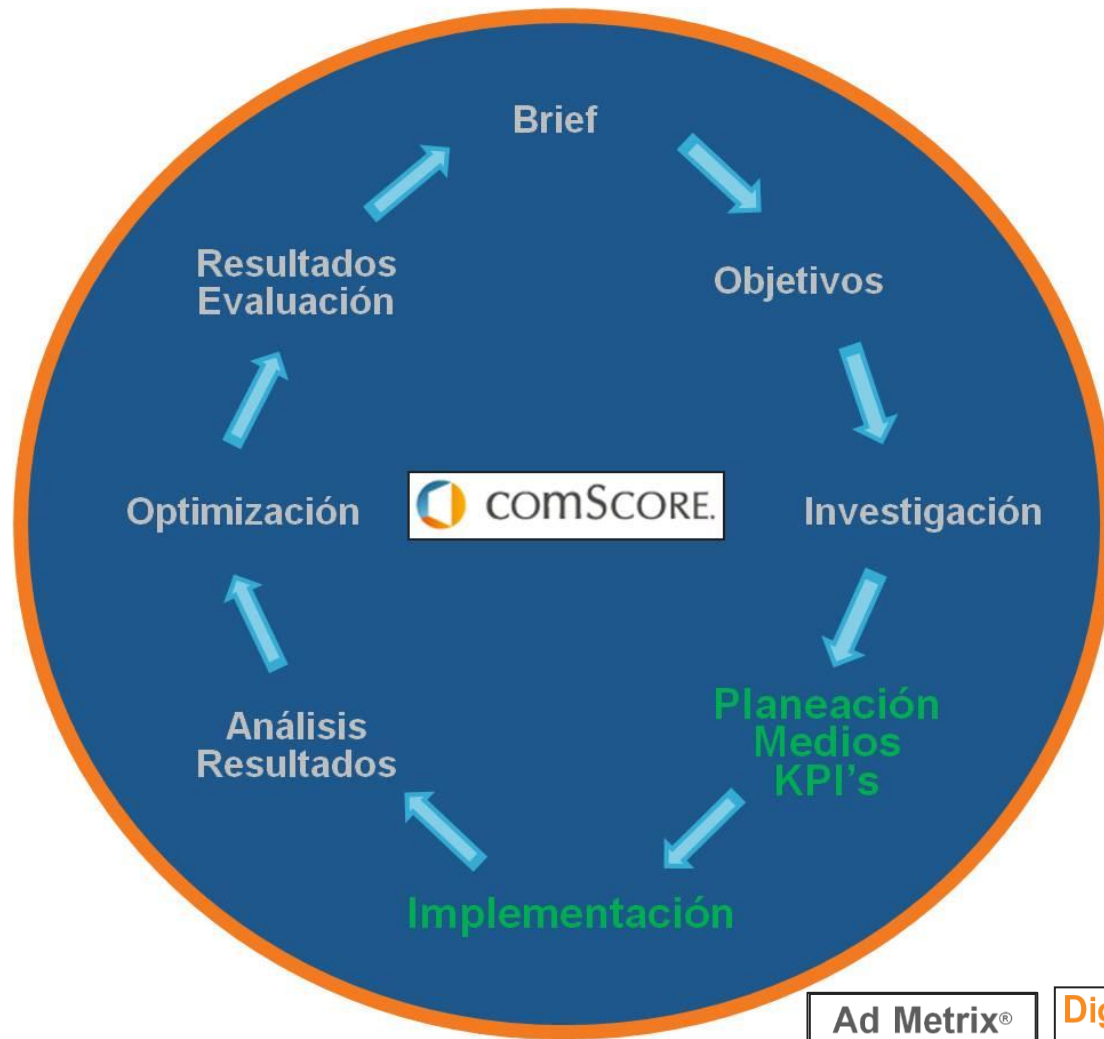 Brief
Objetivos
Investigación
Planeación
Medios
KPI's
Implementación
Análisis
Resultados
Optimización
Resultados
Evaluación
comScore.
Ad Metrix®